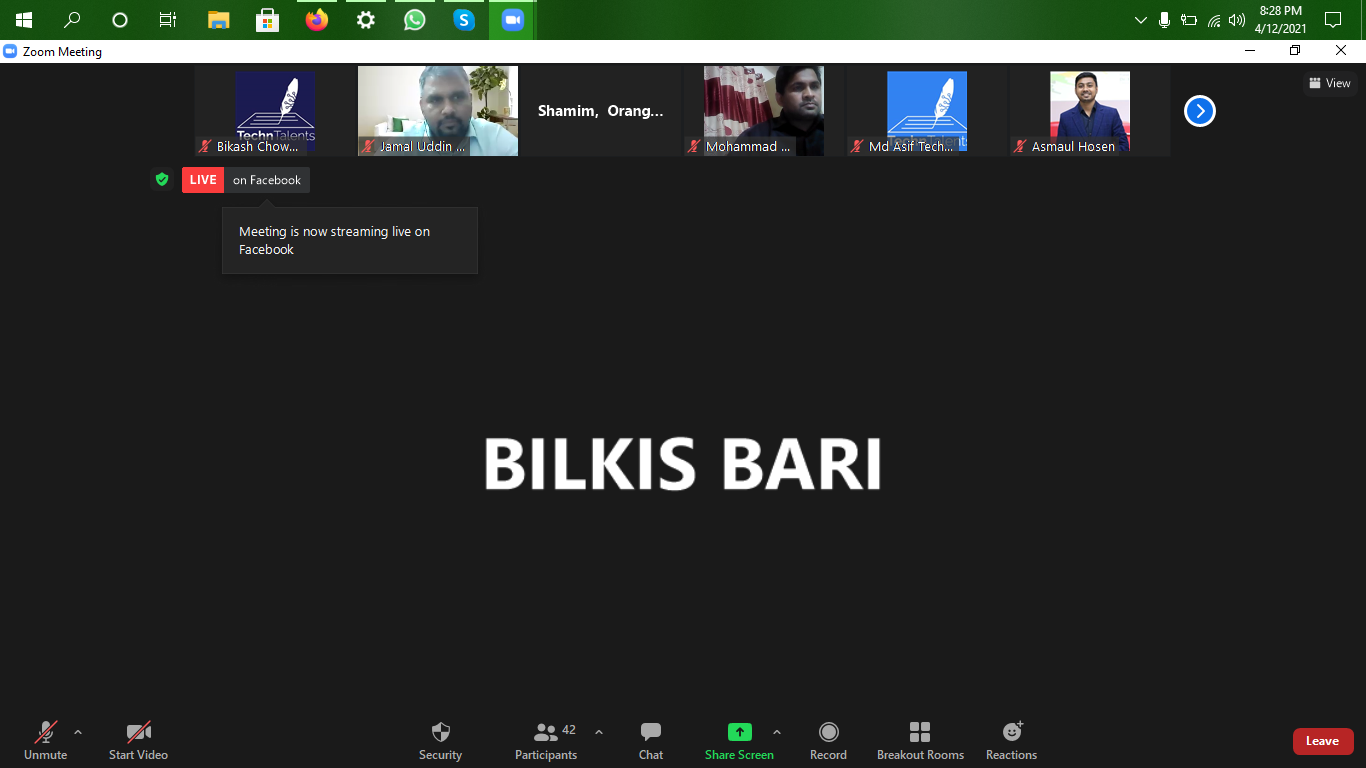 8:28 PM
4/12/2021
Zoom Meeting
TechnTalents
Bikash Chow...
Jamal Uddin ...
Shamim, Orang...
Mohammad ...
Md Asif Tech...
Asmaul Hosen
View
LIVE on Facebook
Meeting is now streaming live on
Facebook
BILKIS BARI
Unmute
Start Video
Security
42
Participants
Chat
Share Screen
Record
Breakout Rooms
Reactions
Leave